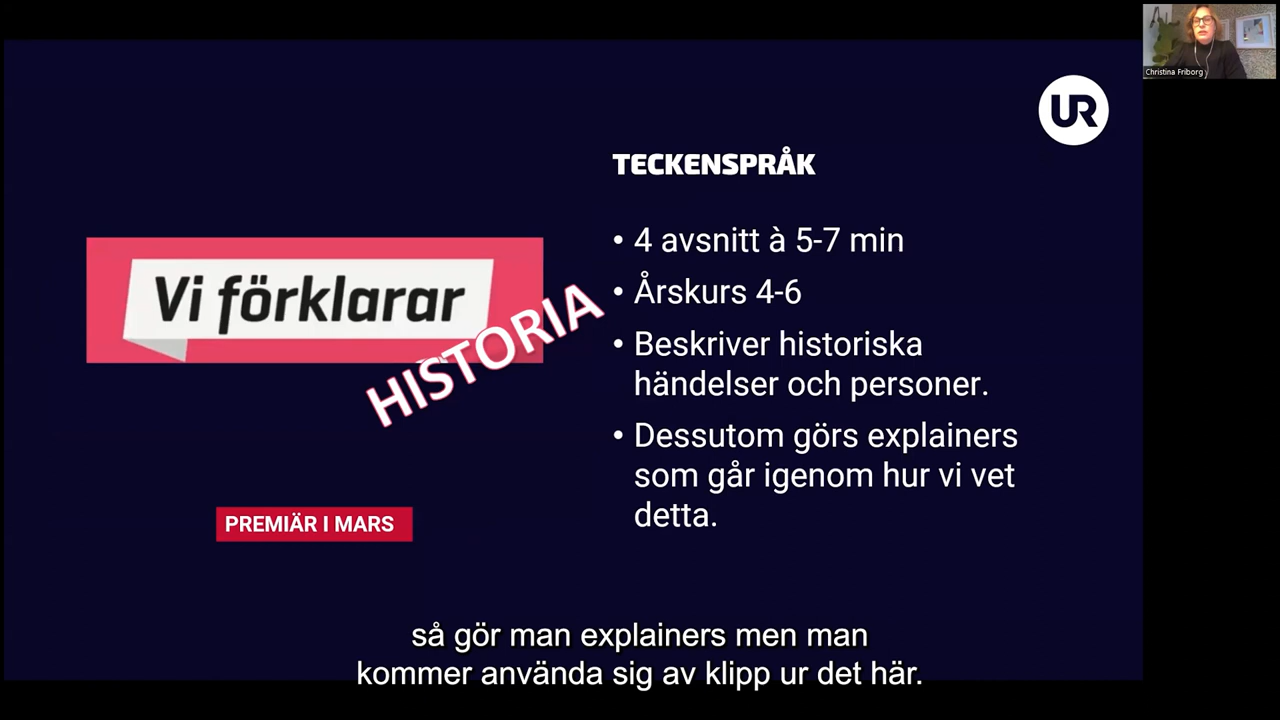 Christina Friborg
UR
TECKENSPRÅK
• 4 avsnitt à 5-7 min
• Årskurs 4-6
• Beskriver historiska
händelser och personer.
• Dessutom görs explainers
som går igenom hur vi vet
detta.
Vi förklarar
HISTORIA
PREMIÄR I MARS
så gör man explainers men man
kommer använda sig av klipp ur det här.